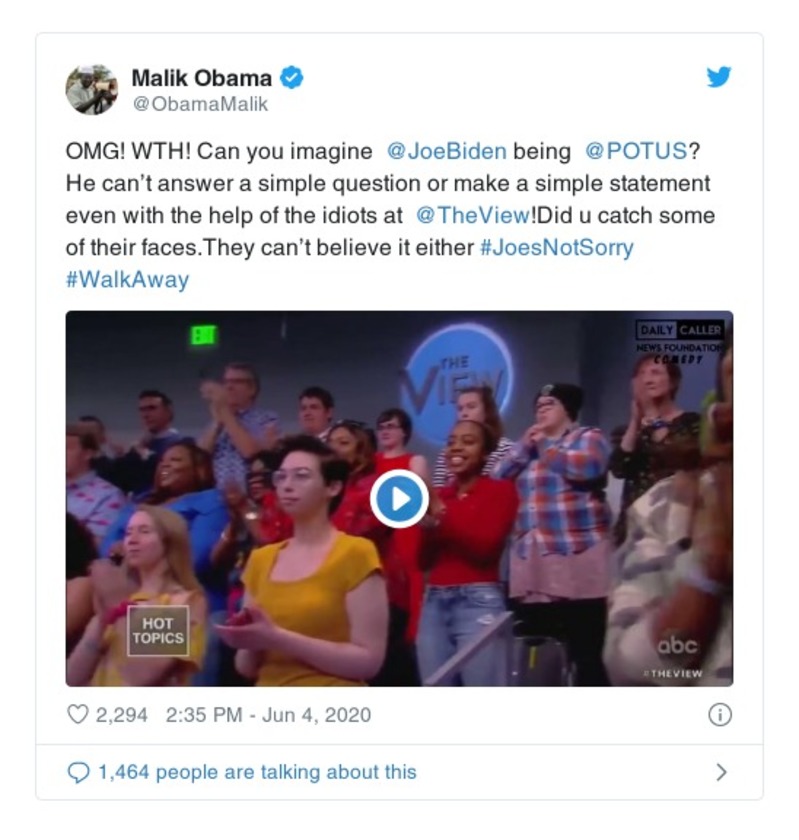 Malik Obama
@ObamaMalik
OMG! WTH! Can you imagine @JoeBiden being @POTUS?
He can't answer a simple question or make a simple statement
even with the help of the idiots at @TheView!Did u catch some
of their faces.They can't believe it either #JoesNotSorry
#WalkAway
DAILY CALLER
NEWS FOUNDATION
COMEDY
THE
VIEW
HOT
TOPICS
abc
#THEVIEW
2,294 2:35 PM - Jun 4, 2020
1,464 people are talking about this